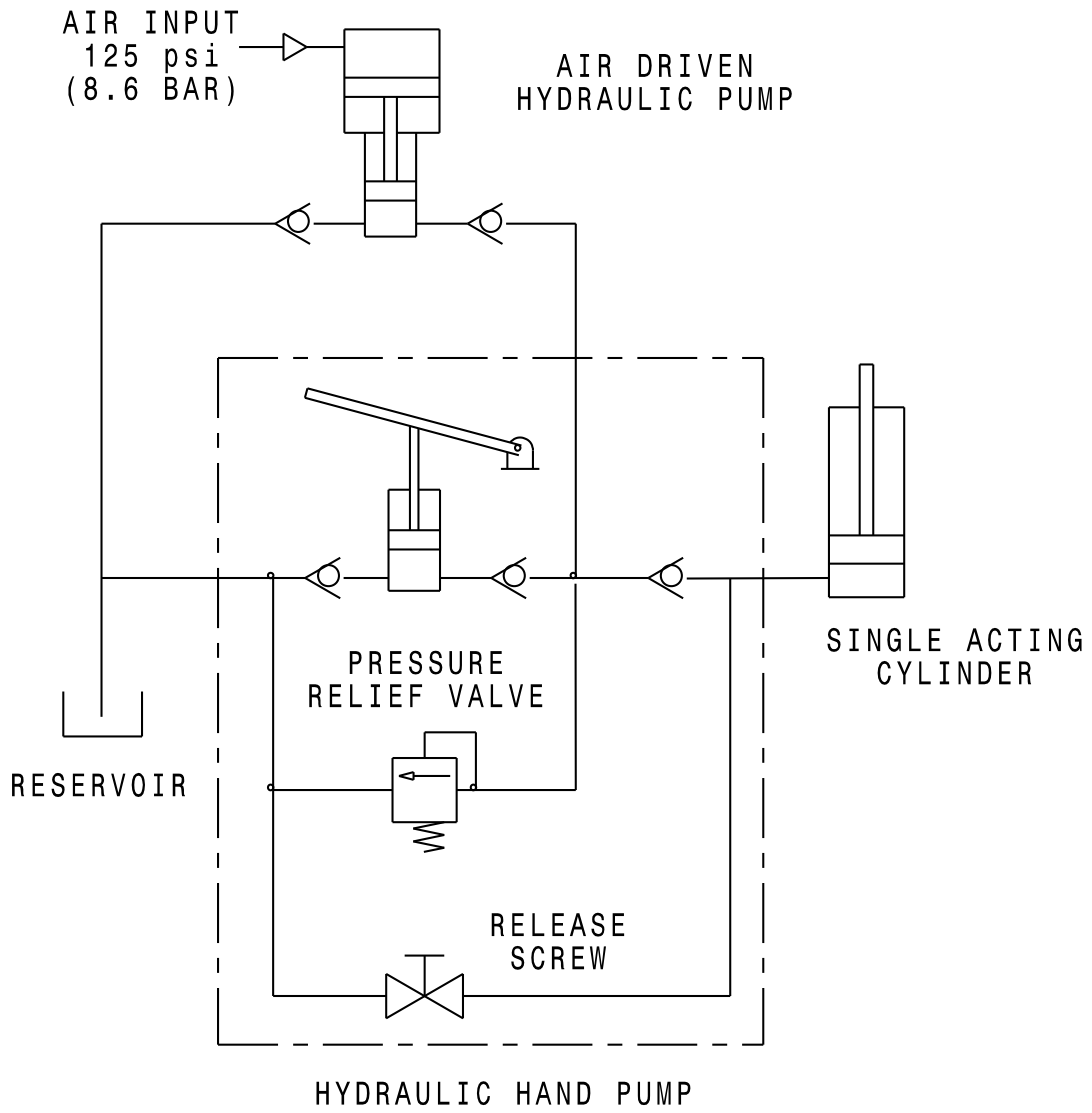 AIR INPUT
125 psi
(8.6 BAR)
AIR DRIVEN
HYDRAULIC PUMP
PRESSURE
RELIEF VALVE
SINGLE ACTING
CYLINDER
RESERVOIR
RELEASE
SCREW
HYDRAULIC HAND PUMP